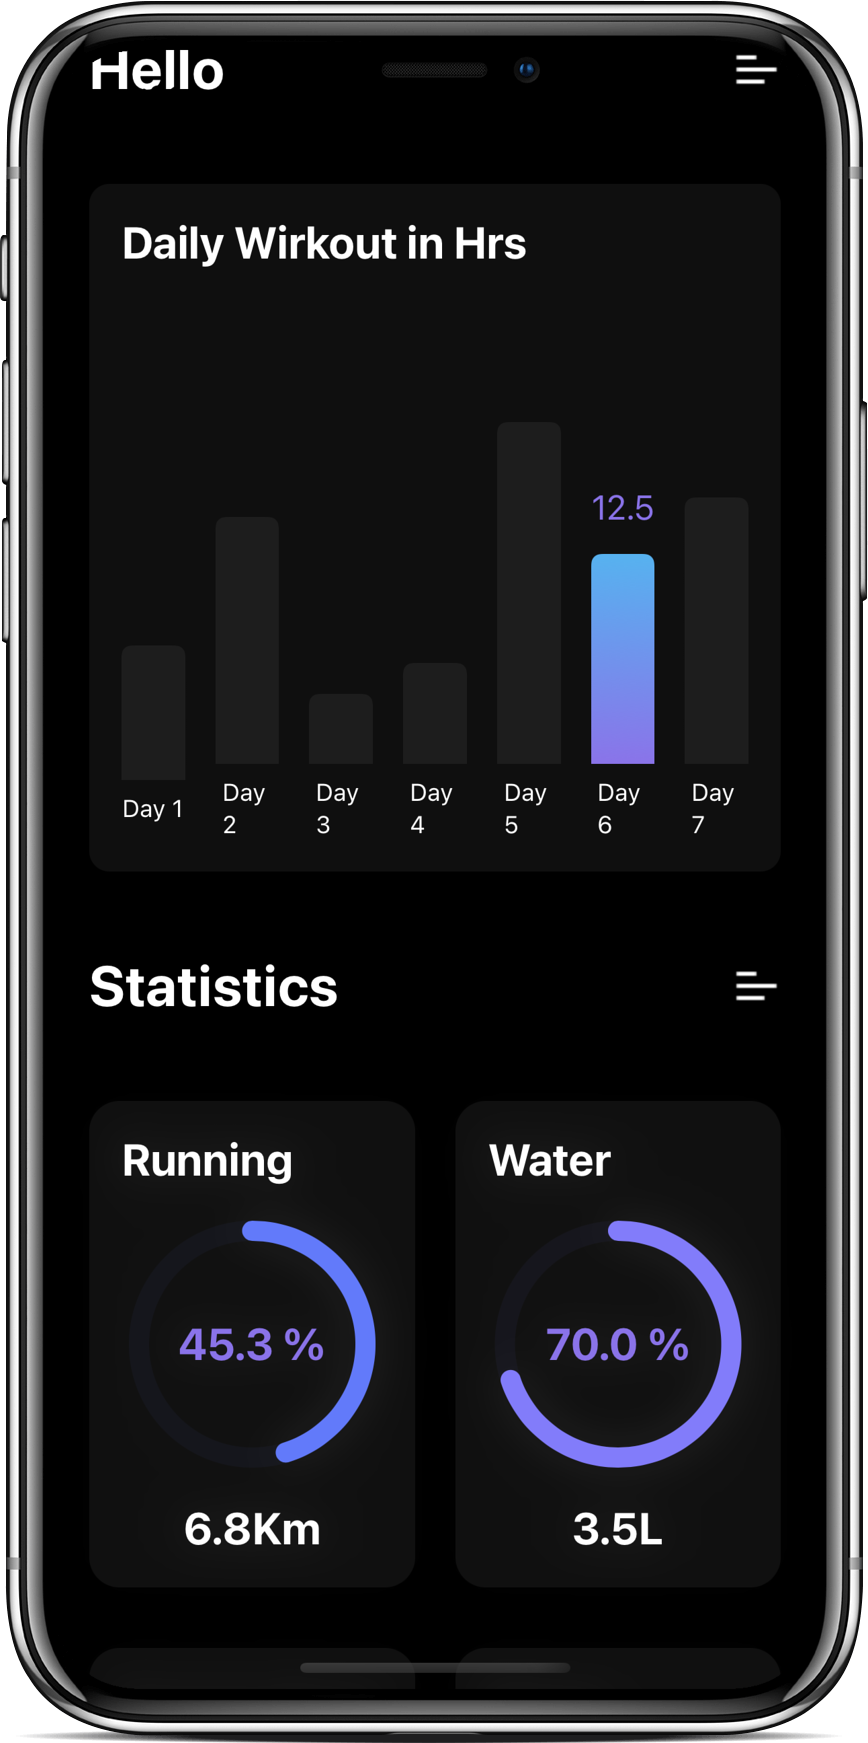 Hello
Daily Wirkout in Hrs
12.5
Day 1
Day
2
Day
3
Day
4
Day
5
Day
6
Day
7
Statistics
Running
Water
45.3 %
70.0 %
6.8Km
3.5L